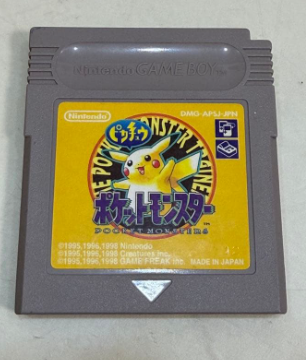 Nintendo GAME BOY
Nintendo
DMG-APSJ-JPN
ピカチュウ
ポケットモンスター
POCKET MONSTERS
©1995,1996,1998 Nintendo
©1995,1996,1998 Creatures inc.
©1995,1996,1998 GAME FREAK inc. MADE IN JAPAN